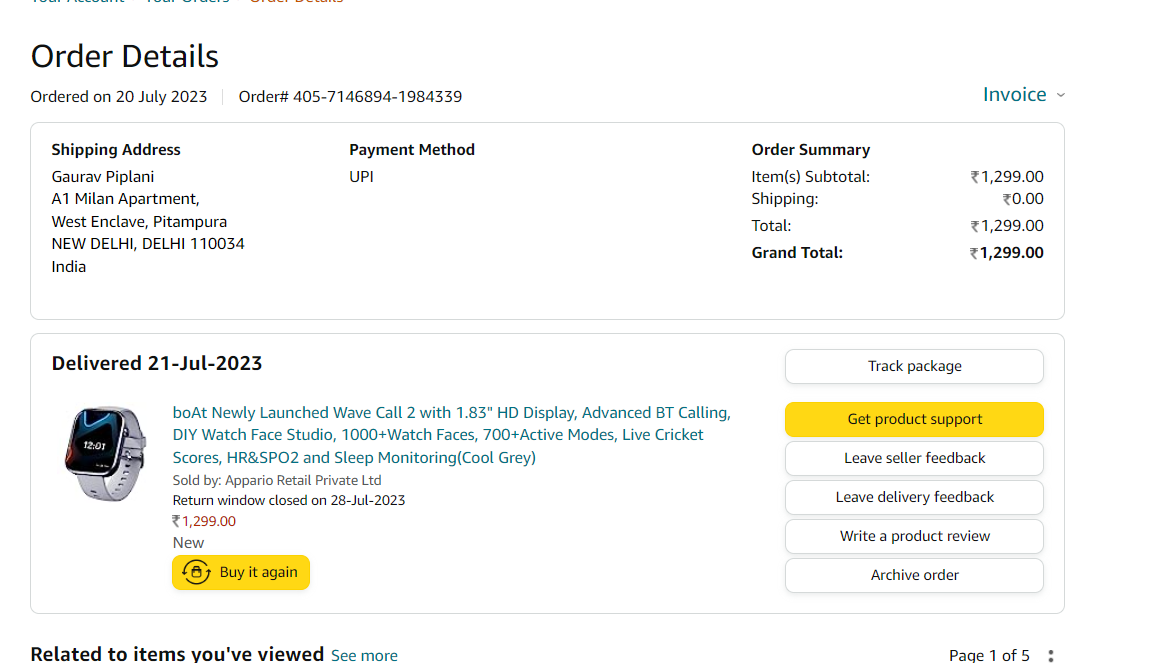 Your Account Your Orders Order Details
Order Details
Ordered on 20 July 2023 Order# 405-7146894-1984339
Invoice
Shipping Address
Gaurav Piplani
A1 Milan Apartment,
West Enclave, Pitampura
NEW DELHI, DELHI 110034
India
Payment Method
UPI
Order Summary
Item(s) Subtotal: ₹1,299.00
Shipping: ₹0.00
Total: ₹1,299.00
Grand Total: ₹1,299.00
Delivered 21-Jul-2023
12:01
boAt Newly Launched Wave Call 2 with 1.83" HD Display, Advanced BT Calling,
DIY Watch Face Studio, 1000+Watch Faces, 700+Active Modes, Live Cricket
Scores, HR&SPO2 and Sleep Monitoring(Cool Grey)
Sold by: Appario Retail Private Ltd
Return window closed on 28-Jul-2023
₹1,299.00
New
Buy it again
Track package
Get product support
Leave seller feedback
Leave delivery feedback
Write a product review
Archive order
Related to items you've viewed See more
Page 1 of 5